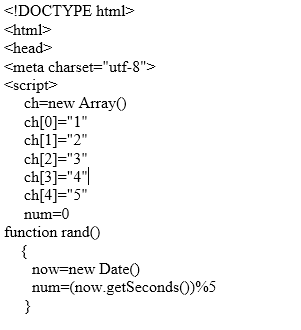 <!DOCTYPE html>
<html>
<head>
<meta charset="utf-8">
<script>
ch=new Array()
ch[0]="1"
ch[1]="2"
ch[2]="3"
ch[3]="4"
ch[4]="5"
num=0
function rand()
{
now=new Date()
num=(now.getSeconds())%5
}